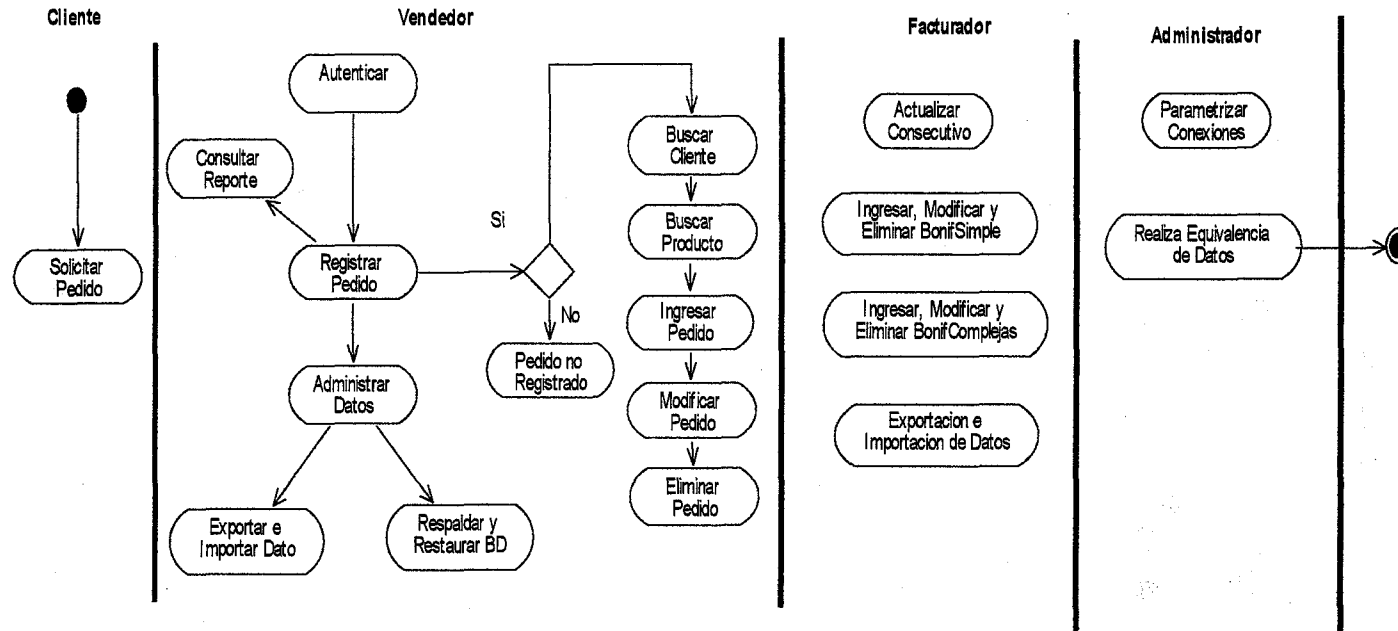 Cliente
Vendedor
Facturador
Administrador
Autenticar
Consultar
Reporte
Solicitar
Pedido
Registrar
Pedido
Si
No
Pedido no
Registrado
Administrar
Datos
Exportar e
Importar Dato
Respaldar y
Restaurar BD
Buscar
Cliente
Buscar
Producto
Ingresar
Pedido
Modificar
Pedido
Eliminar
Pedido
Actualizar
Consecutivo
Ingresar, Modificar y
Eliminar BonifSimple
Ingresar, Modificar y
Eliminar BonifComplejas
Exportacion e
Importacion de Datos
Parametrizar
Conexiones
Realiza Equivalencia
de Datos